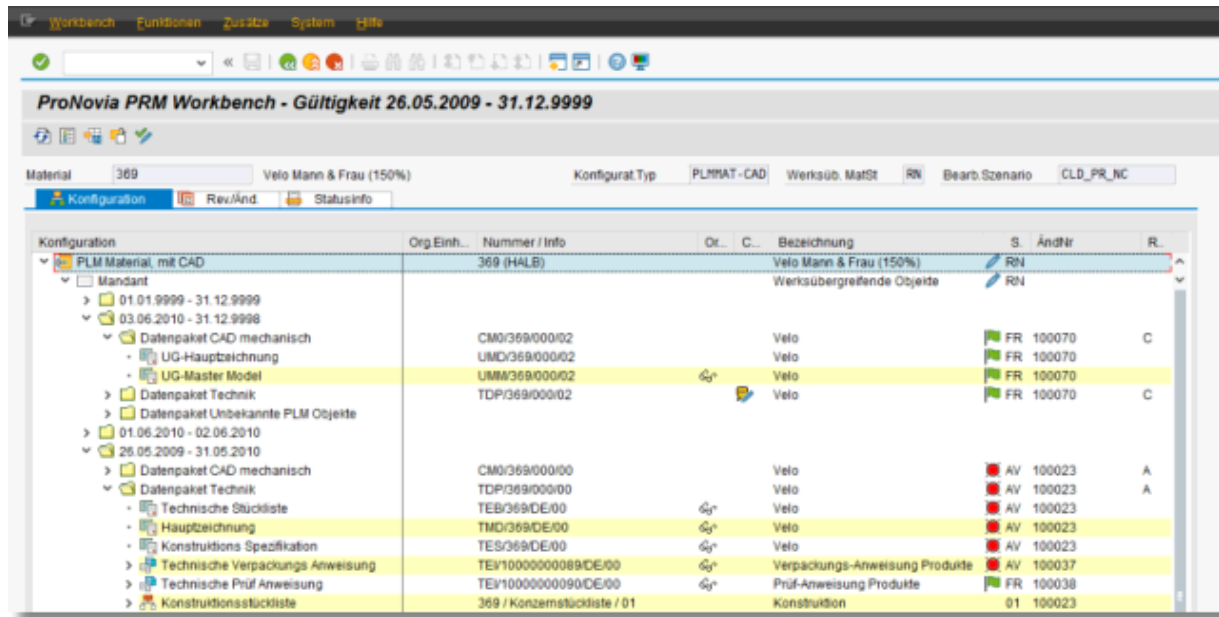 Workbench Funktionen Zusätze System Hilfe
ProNovia PRM Workbench - Gültigkeit 26.05.2009 - 31.12.9999
Material 369 Velo Mann & Frau (150%) Konfigurat.Typ PLMMAT-CAD Werksüb. MatSt RN Bearb.Szenario CLD_PR_NC
Konfiguration Rev./Änd. Statusinfo
Konfiguration Org.Einh... Nummer / Info Or... C... Bezeichnung S. ÄndNr R..
PLM Material, mit CAD 369 (HALB) Velo Mann & Frau (150%) RN
Mandant Werksübergreifende Objekte RN
01.01.9999 - 31.12.9999
03.06.2010 - 31.12.9998
Datenpaket CAD mechanisch CM0/369/000/02 Velo FR 100070 C
UG-Hauptzeichnung UMD/369/000/02 Velo FR 100070
UG-Master Model UMM/369/000/02 Velo FR 100070
Datenpaket Technik TDP/369/000/02 Velo FR 100070 C
Datenpaket Unbekannte PLM Objekte
01.06.2010 - 02.06.2010
26.05.2009 - 31.05.2010
Datenpaket CAD mechanisch CM0/369/000/00 Velo AV 100023 A
Datenpaket Technik TDP/369/000/00 Velo AV 100023 A
Technische Stückliste TEB/369/DE/00 Velo AV 100023
Hauptzeichnung TMD/369/DE/00 Velo AV 100023
Konstruktions Spezifikation TES/369/DE/00 Velo AV 100023
Technische Verpackungs Anweisung TEI/10000000089/DE/00 Verpackungs-Anweisung Produkte AV 100037
Technische Prüf Anweisung TEI/10000000090/DE/00 Prüf-Anweisung Produkte FR 100038
Konstruktionsstückliste 369 / Konzernstückliste / 01 Konstruktion 01 100023